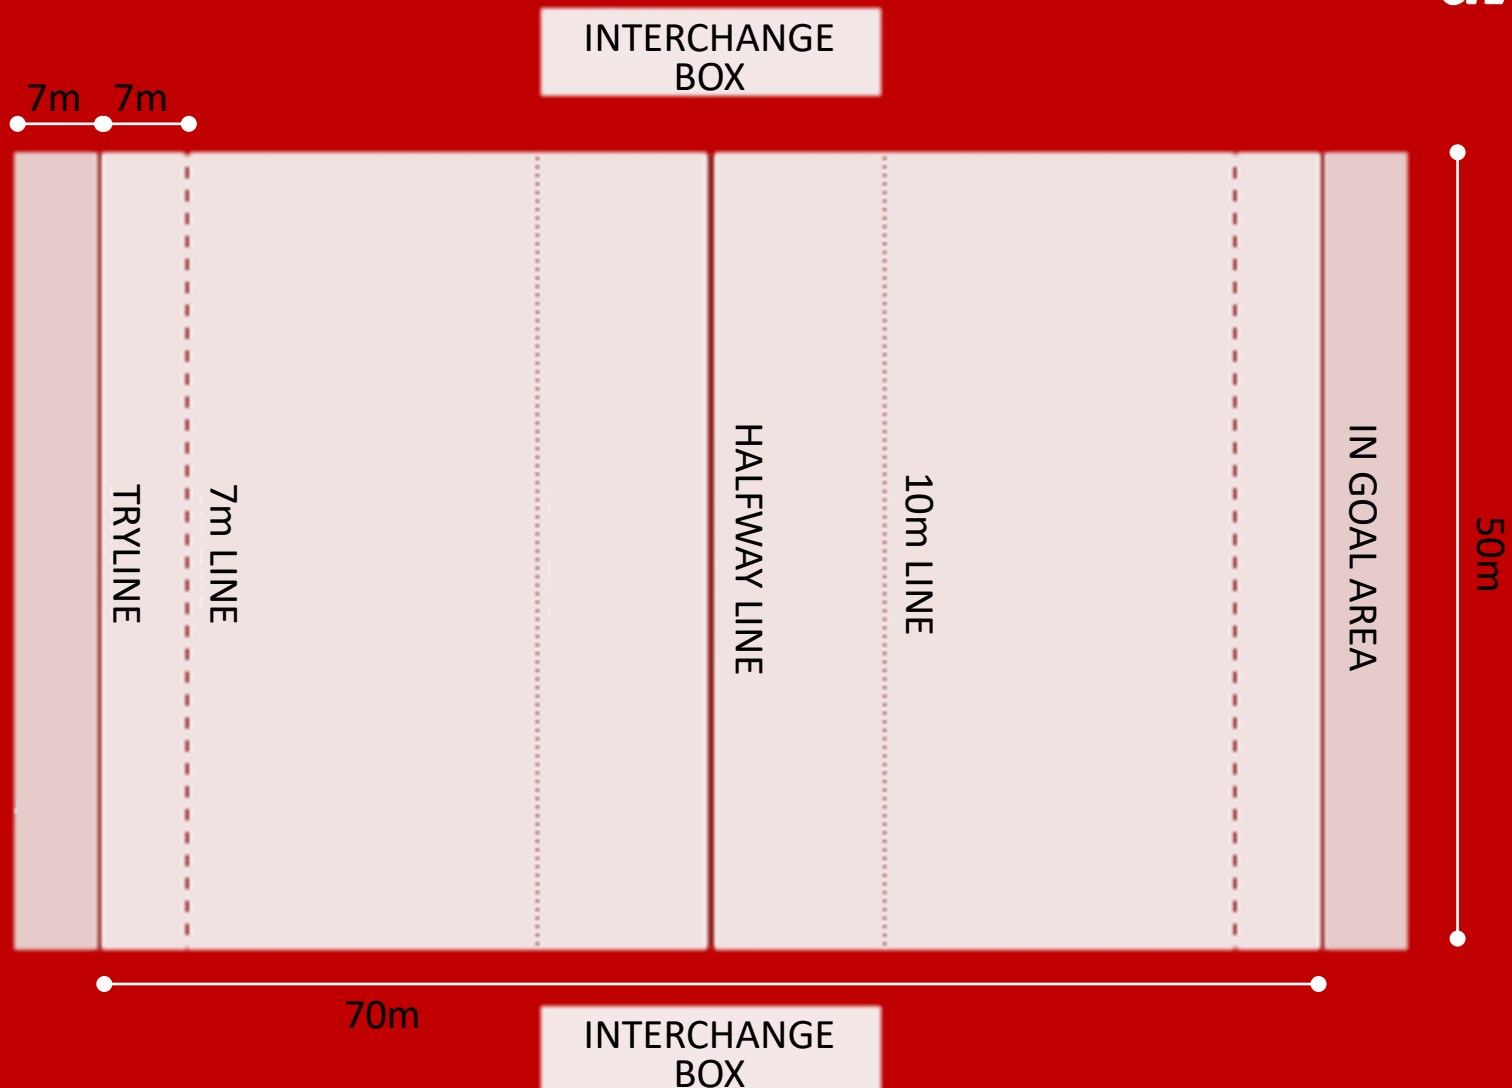 INTERCHANGE
BOX
7m
7m
TRYLINE
7m LINE
HALFWAY LINE
10m LINE
IN GOAL AREA
50m
70m
INTERCHANGE
BOX